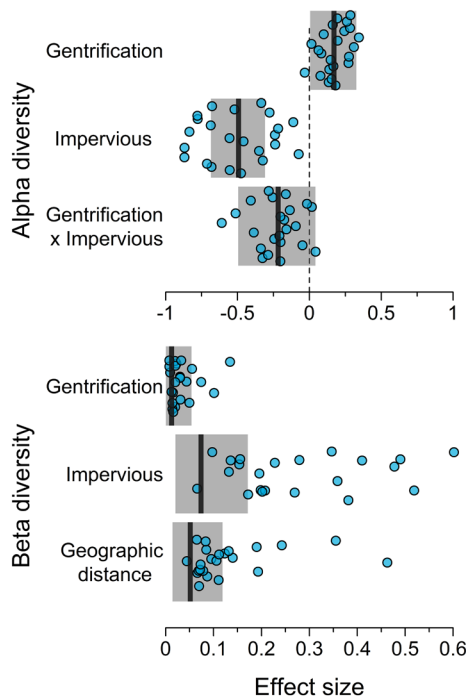 Alpha diversity
Gentrification
Impervious
Gentrification
x Impervious
-1 -0.5 0 0.5 1
Beta diversity
Gentrification
Impervious
Geographic
distance
0 0.1 0.2 0.3 0.4 0.5 0.6
Effect size